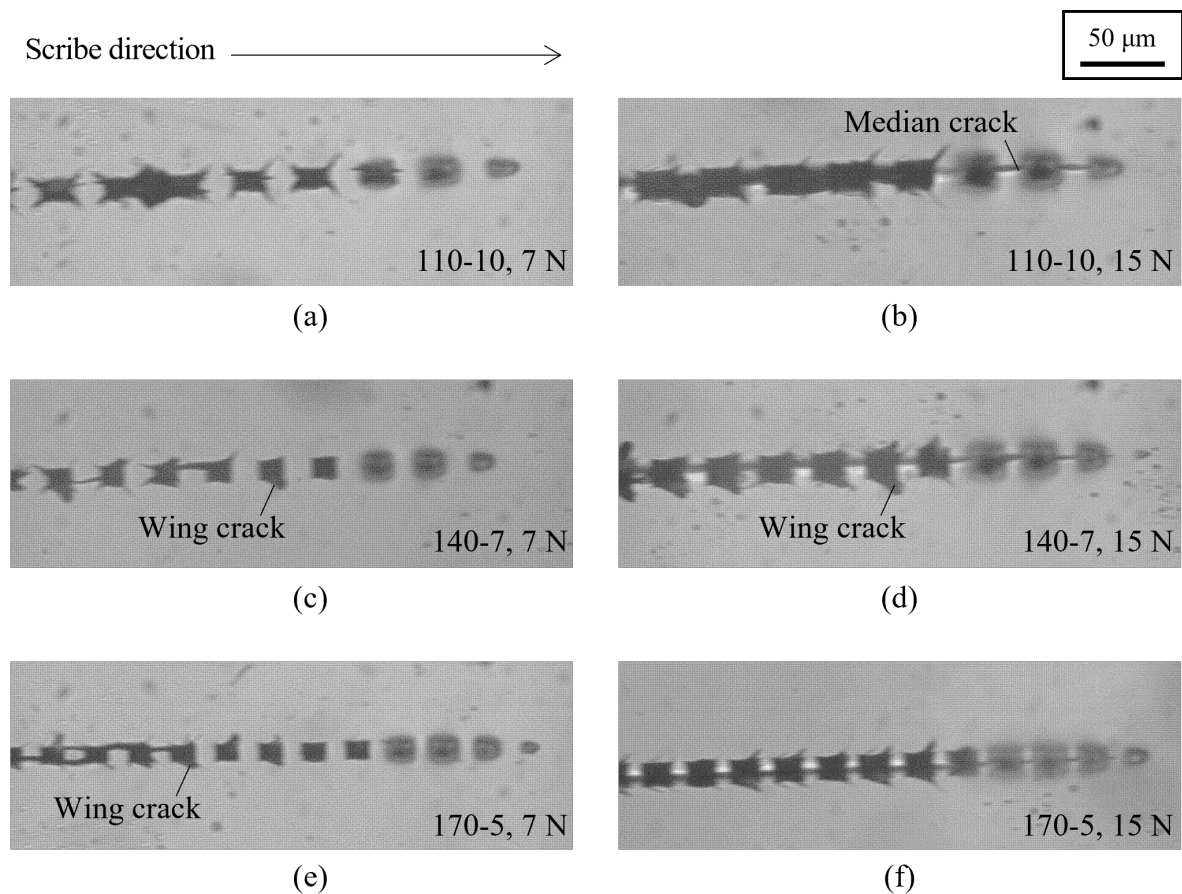 Scribe direction
50 μm
Median crack
110-10, 7 N
110-10, 15 N
(a)
(b)
Wing crack
140-7, 7 N
Wing crack
140-7, 15 N
(c)
(d)
Wing crack
170-5, 7 N
170-5, 15 N
(e)
(f)